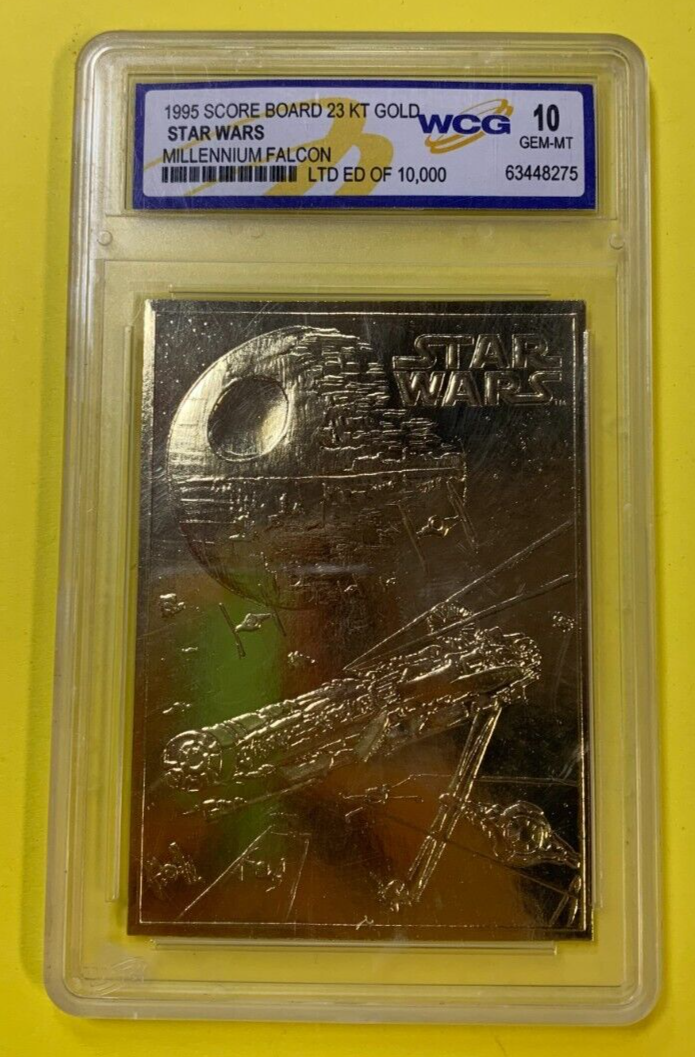 1995 SCORE BOARD 23 KT GOLD
STAR WARS
MILLENNIUM FALCON
LTD ED OF 10,000
WCG
10
GEM-MT
63448275
STAR
WARS
TM